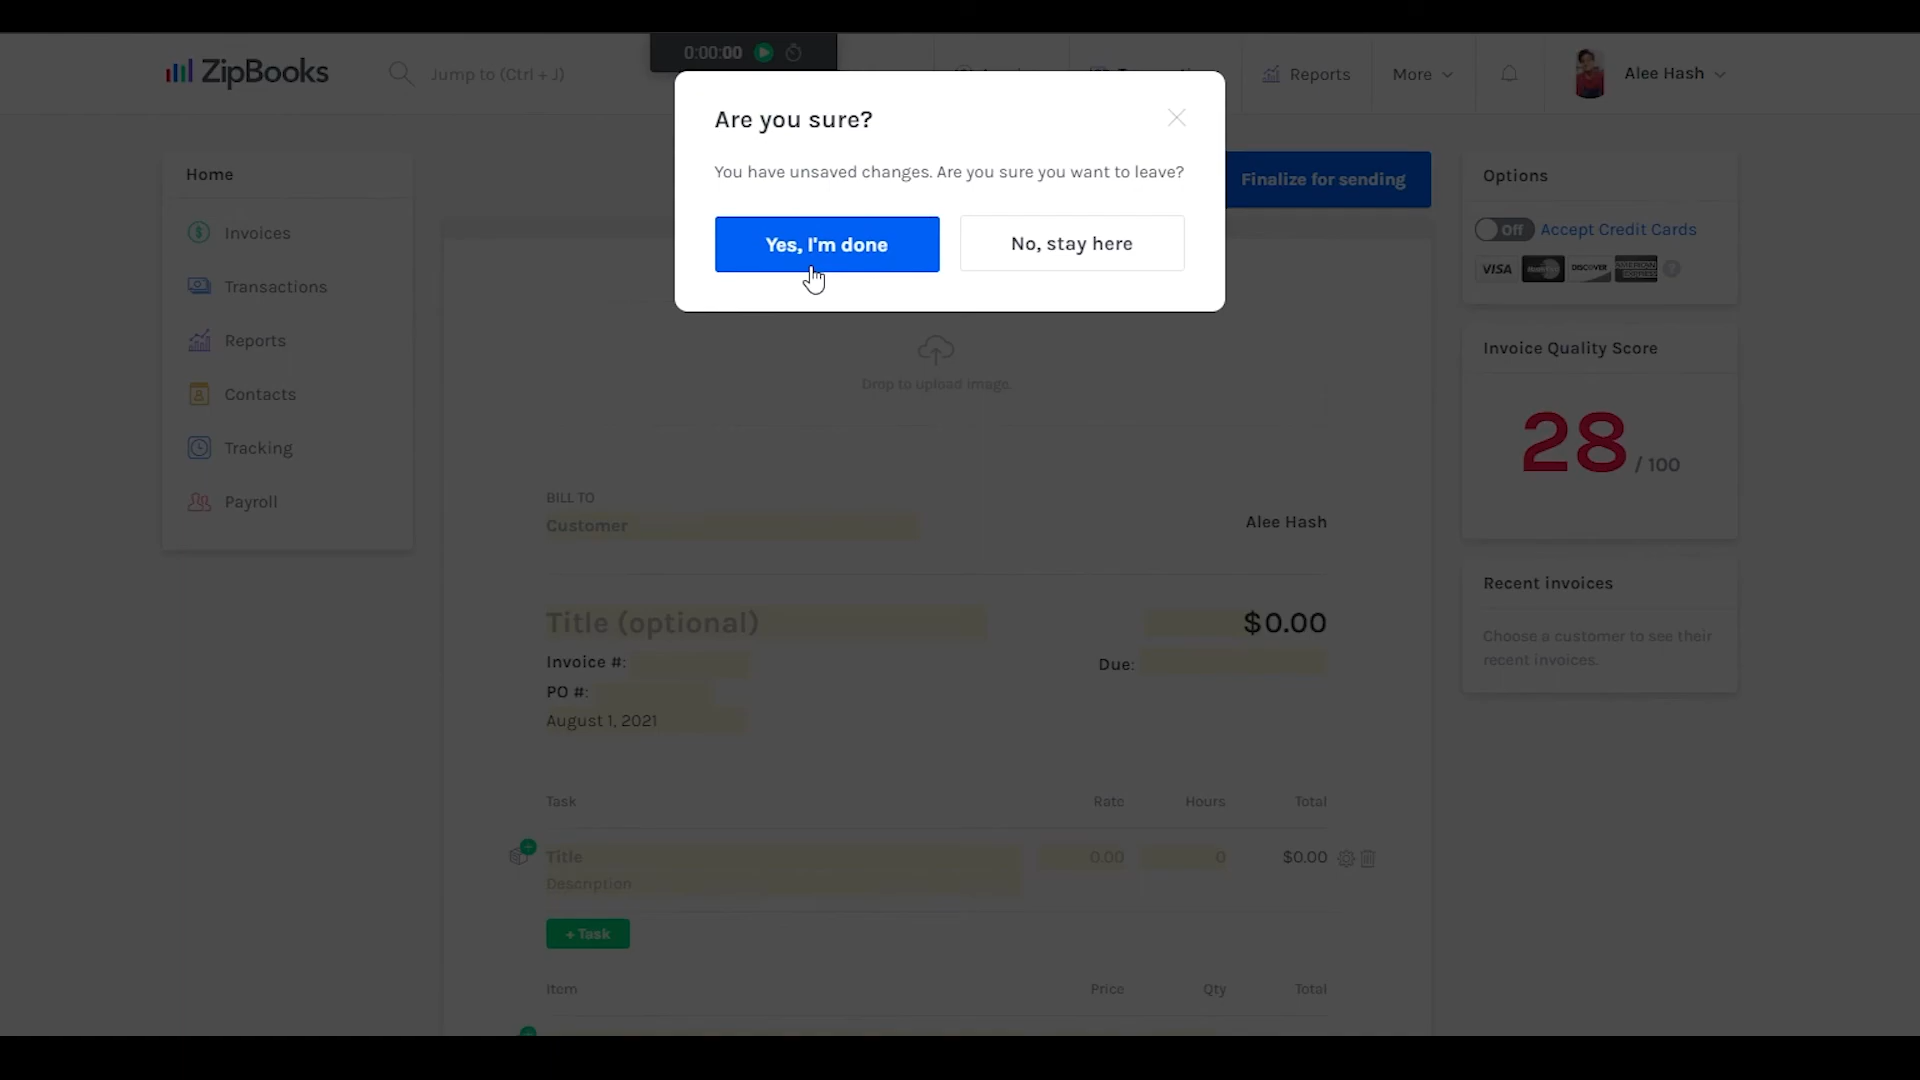 ZipBooks
Jump to (Ctrl + J)
0:00:00
Reports
More
Alee Hash
Are you sure?
You have unsaved changes. Are you sure you want to leave?
Yes, I'm done
No, stay here
Home
Invoices
Transactions
Reports
Contacts
Tracking
Payroll
Finalize for sending
Drop to upload image.
BILL TO
Customer
Alee Hash
Title (optional)
$0.00
Invoice #:
Due:
PO #:
August 1, 2021
Task Rate Hours Total
Title 0.00 0 $0.00
Description
+ Task
Item Price Qty Total
Options
Off Accept Credit Cards
VISA DISCOVER AMERICAN EXPRESS ?
Invoice Quality Score
28 / 100
Recent invoices
Choose a customer to see their
recent invoices.